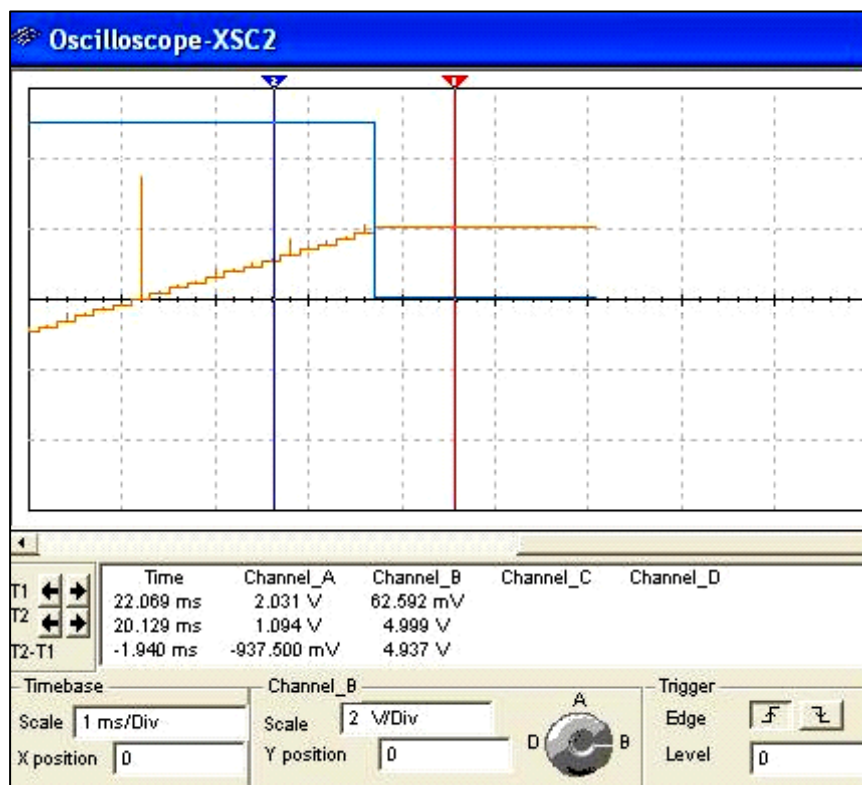 Oscilloscope-XSC2
2 1
Time Channel_A Channel_B Channel_C Channel_D
T1 22.069 ms 2.031 V 62.592 mV
T2 20.129 ms 1.094 V 4.999 V
T2-T1 -1.940 ms -937.500 mV 4.937 V
Timebase Channel_B Trigger
Scale 1 ms/Div Scale 2 V/Div A Edge
D B
X position 0 Y position 0 Level 0